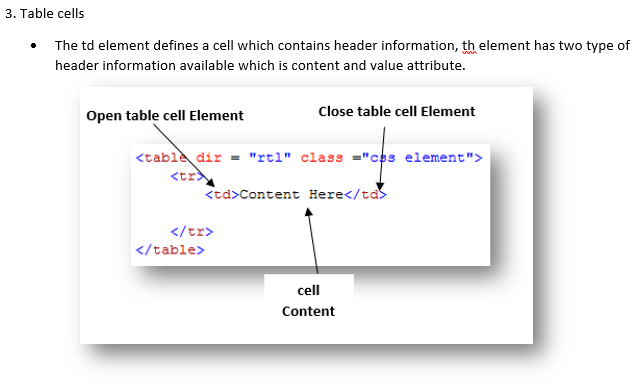 3. Table cells
• The td element defines a cell which contains header information, th element has two type of
header information available which is content and value attribute.
Open table cell Element
Close table cell Element
<table dir = "rtl" class ="css element">
<tr>
<td>Content Here</td>
</tr>
</table>
cell
Content